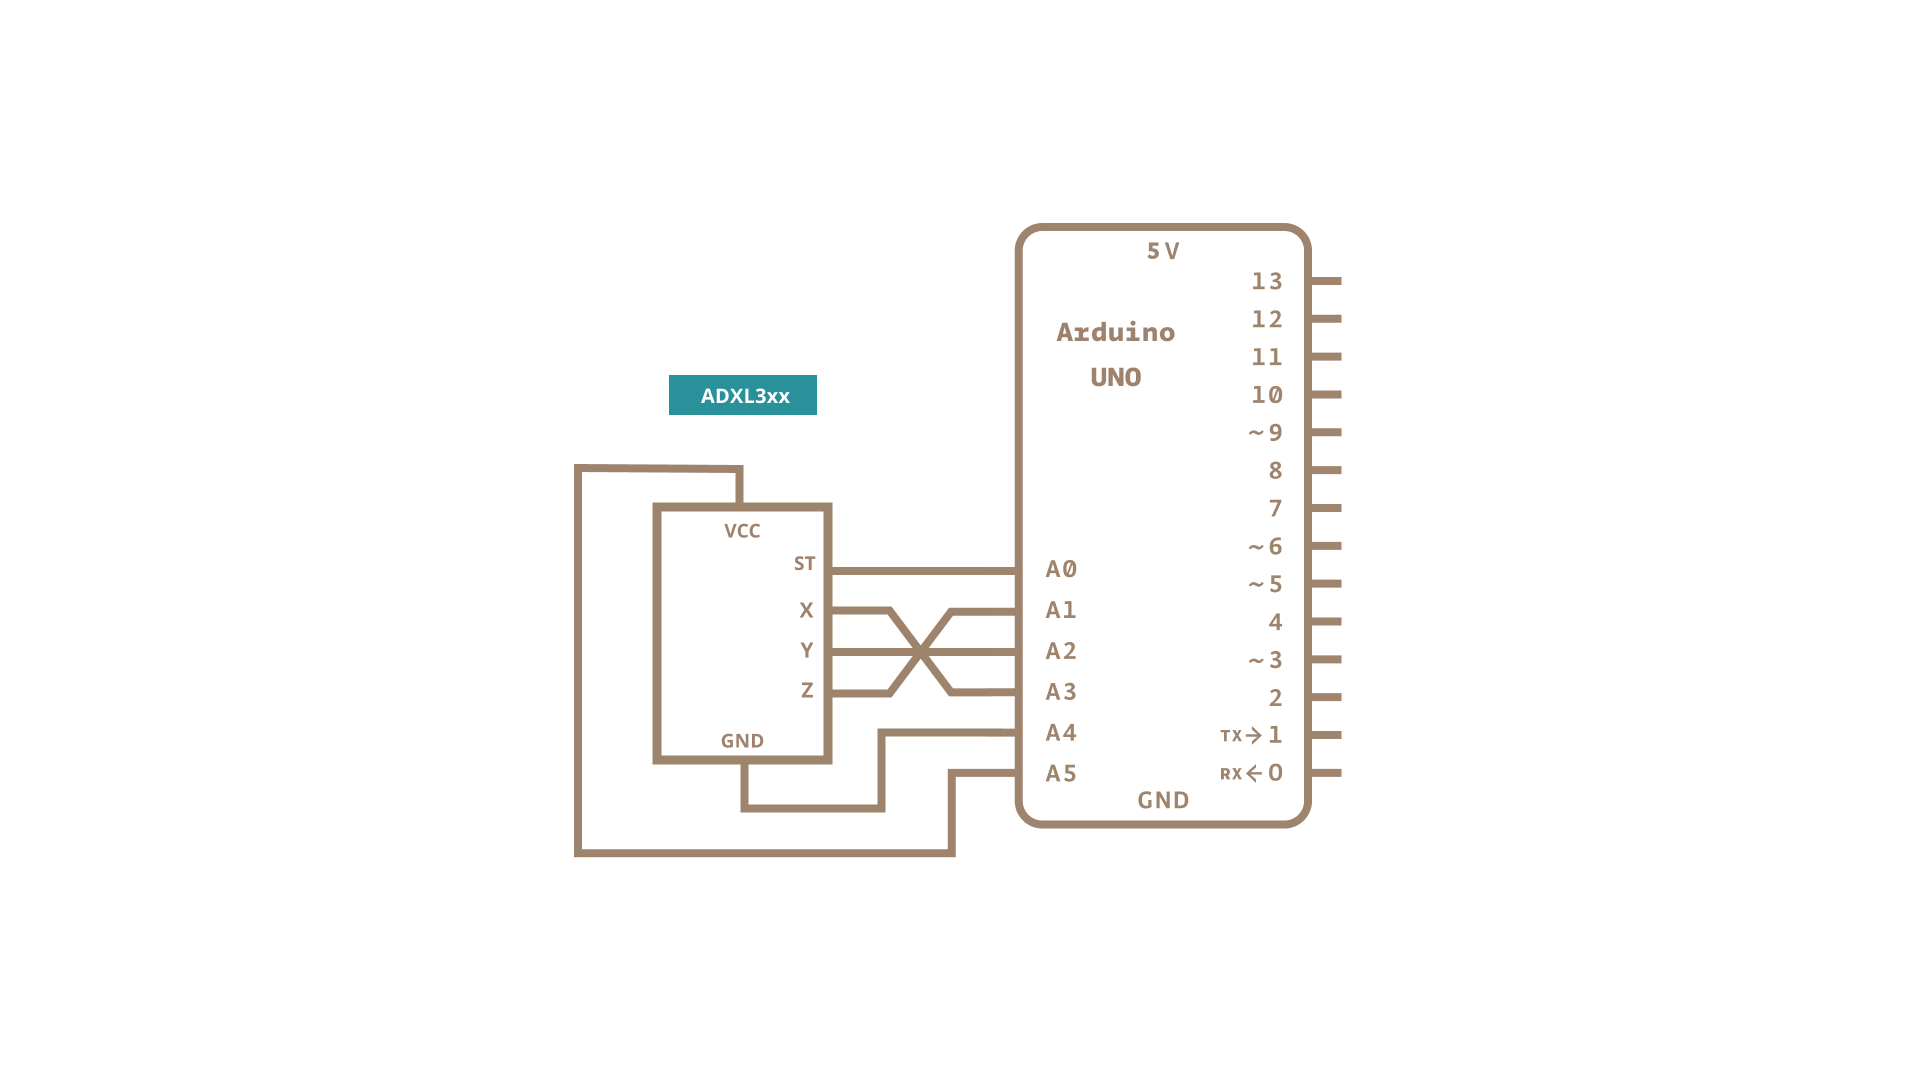 ADXL3xx
VCC
ST
X
Y
Z
GND
5V
Arduino
UNO
A0
A1
A2
A3
A4
A5
13
12
11
10
~9
8
7
~6
~5
4
~3
2
TX→1
RX←0
GND